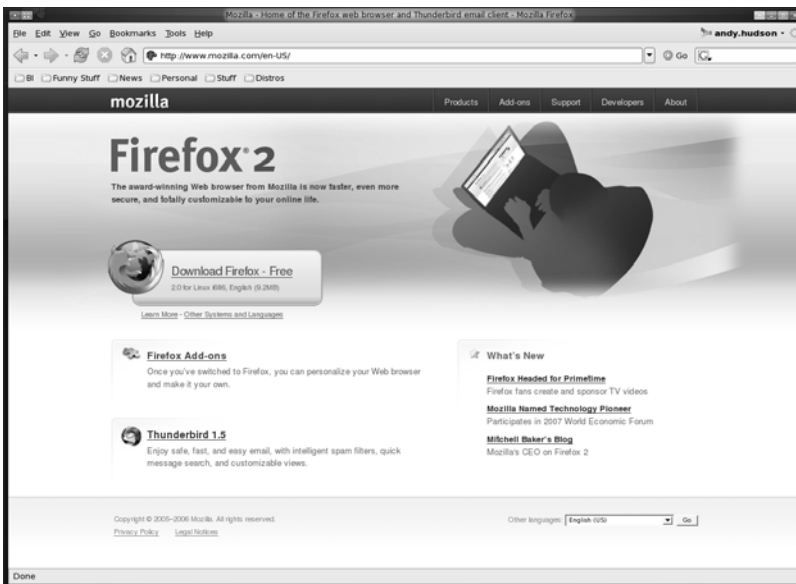 Mozilla - Home of the Firefox web browser and Thunderbird email client - Mozilla Firefox
File Edit View Go Bookmarks Tools Help
andy.hudson
http://www.mozilla.com/en-US/
Go
BI Funny Stuff News Personal Stuff Distros
mozilla
Products Add-ons Support Developers About
Firefox® 2
The award-winning Web browser from Mozilla is now faster, even more
secure, and totally customizable to your online life.
Download Firefox - Free
2.0 for Linux i686, English (9.2MB)
Learn More - Other Systems and Languages
Firefox Add-ons
Once you've switched to Firefox, you can personalize your Web browser
and make it your own.
Thunderbird 1.5
Enjoy safe, fast, and easy email, with intelligent spam filters, quick
message search, and customizable views.
What's New
Firefox Headed for Primetime
Firefox fans create and sponsor TV videos
Mozilla Named Technology Pioneer
Participates in 2007 World Economic Forum
Mitchell Baker's Blog
Mozilla's CEO on Firefox 2
Copyright © 2005–2006 Mozilla. All rights reserved.
Privacy Policy Legal Notices
Other languages: English (US) Go
Done